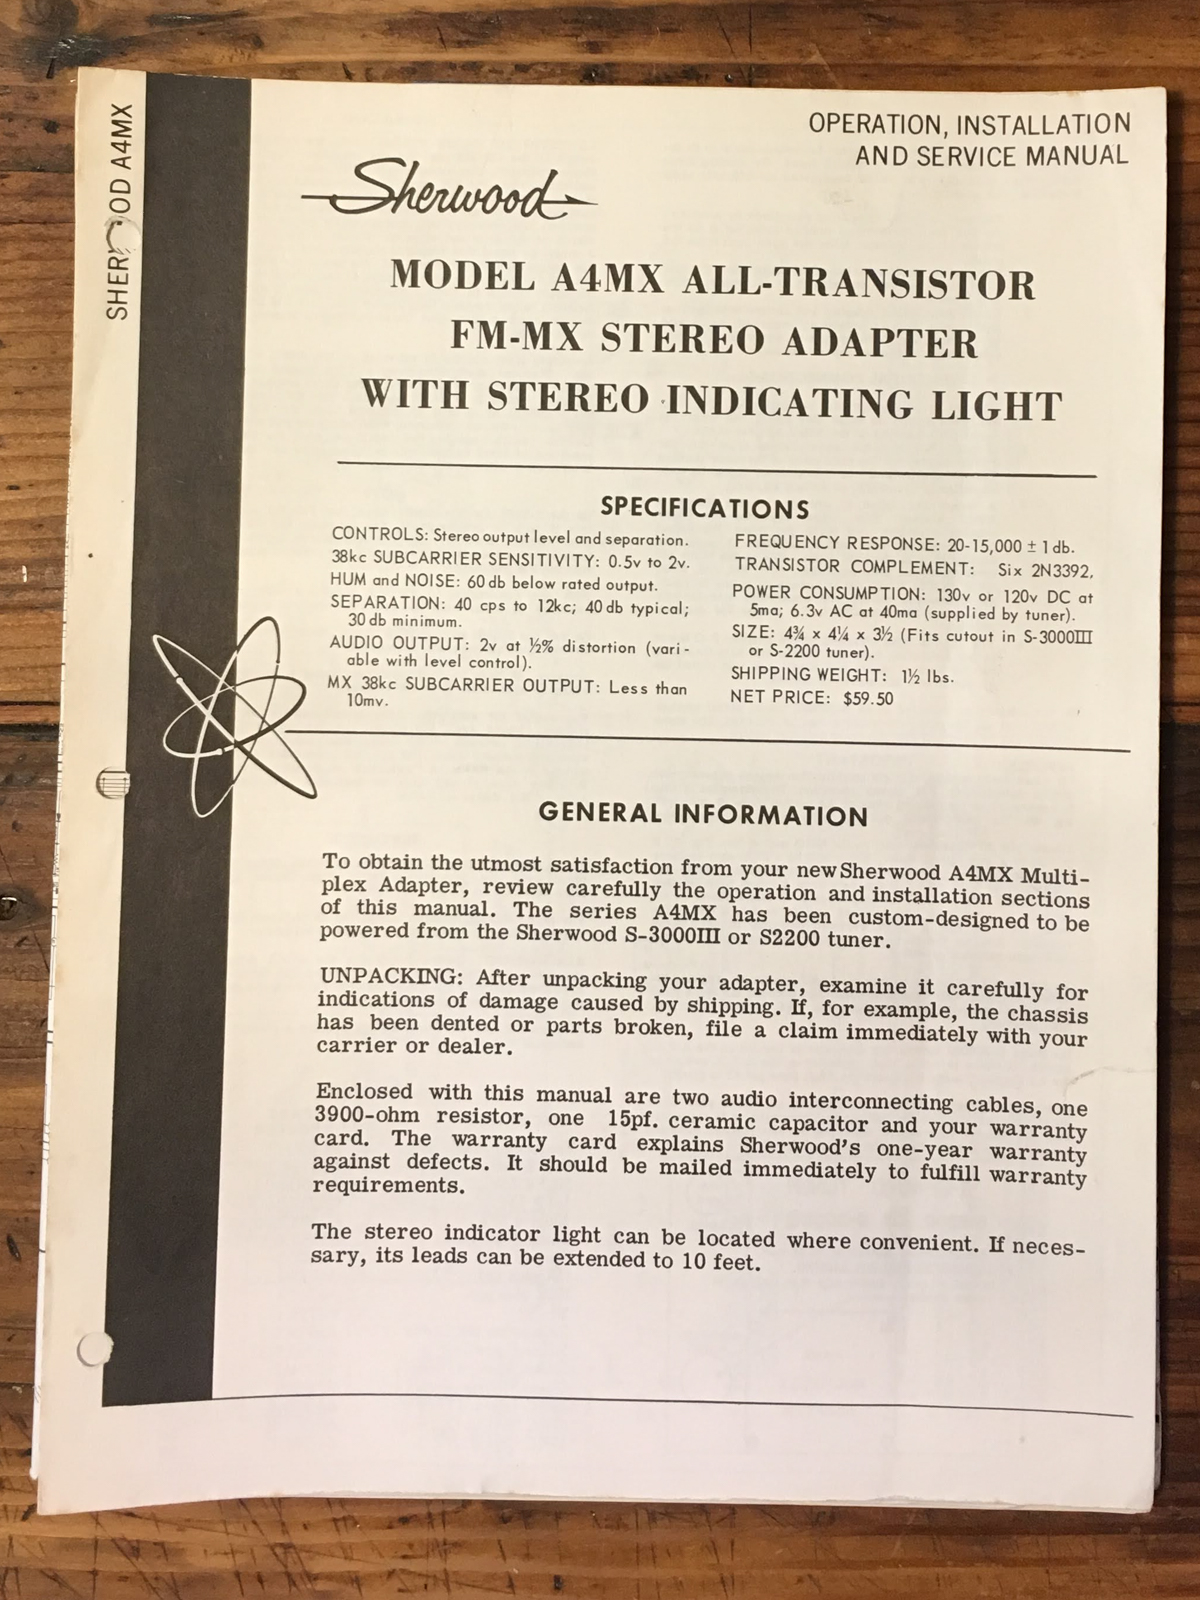 SHER OOD A4MX
OPERATION, INSTALLATION
AND SERVICE MANUAL
Sherwood
MODEL A4MX ALL-TRANSISTOR
FM-MX STEREO ADAPTER
WITH STEREO INDICATING LIGHT
SPECIFICATIONS
CONTROLS: Stereo output level and separation.
38kc SUBCARRIER SENSITIVITY: 0.5v to 2v.
HUM and NOISE: 60 db below rated output.
SEPARATION: 40 cps to 12kc; 40 db typical;
30 db minimum.
AUDIO OUTPUT: 2v at ½% distortion (vari-
able with level control).
MX 38kc SUBCARRIER OUTPUT: Less than
10mv.
FREQUENCY RESPONSE: 20-15,000 ± 1 db.
TRANSISTOR COMPLEMENT: Six 2N3392,
POWER CONSUMPTION: 130v or 120v DC at
5ma; 6.3v AC at 40ma (supplied by tuner).
SIZE: 4¾ x 4¼ x 3½ (Fits cutout in S-3000III
or S-2200 tuner).
SHIPPING WEIGHT: 1½ lbs.
NET PRICE: $59.50
GENERAL INFORMATION
To obtain the utmost satisfaction from your new Sherwood A4MX Multi-
plex Adapter, review carefully the operation and installation sections
of this manual. The series A4MX has been custom-designed to be
powered from the Sherwood S-3000III or S2200 tuner.
UNPACKING: After unpacking your adapter, examine it carefully for
indications of damage caused by shipping. If, for example, the chassis
has been dented or parts broken, file a claim immediately with your
carrier or dealer.
Enclosed with this manual are two audio interconnecting cables, one
3900-ohm resistor, one 15pf. ceramic capacitor and your warranty
card. The warranty card explains Sherwood's one-year warranty
against defects. It should be mailed immediately to fulfill warranty
requirements.
The stereo indicator light can be located where convenient. If neces-
sary, its leads can be extended to 10 feet.